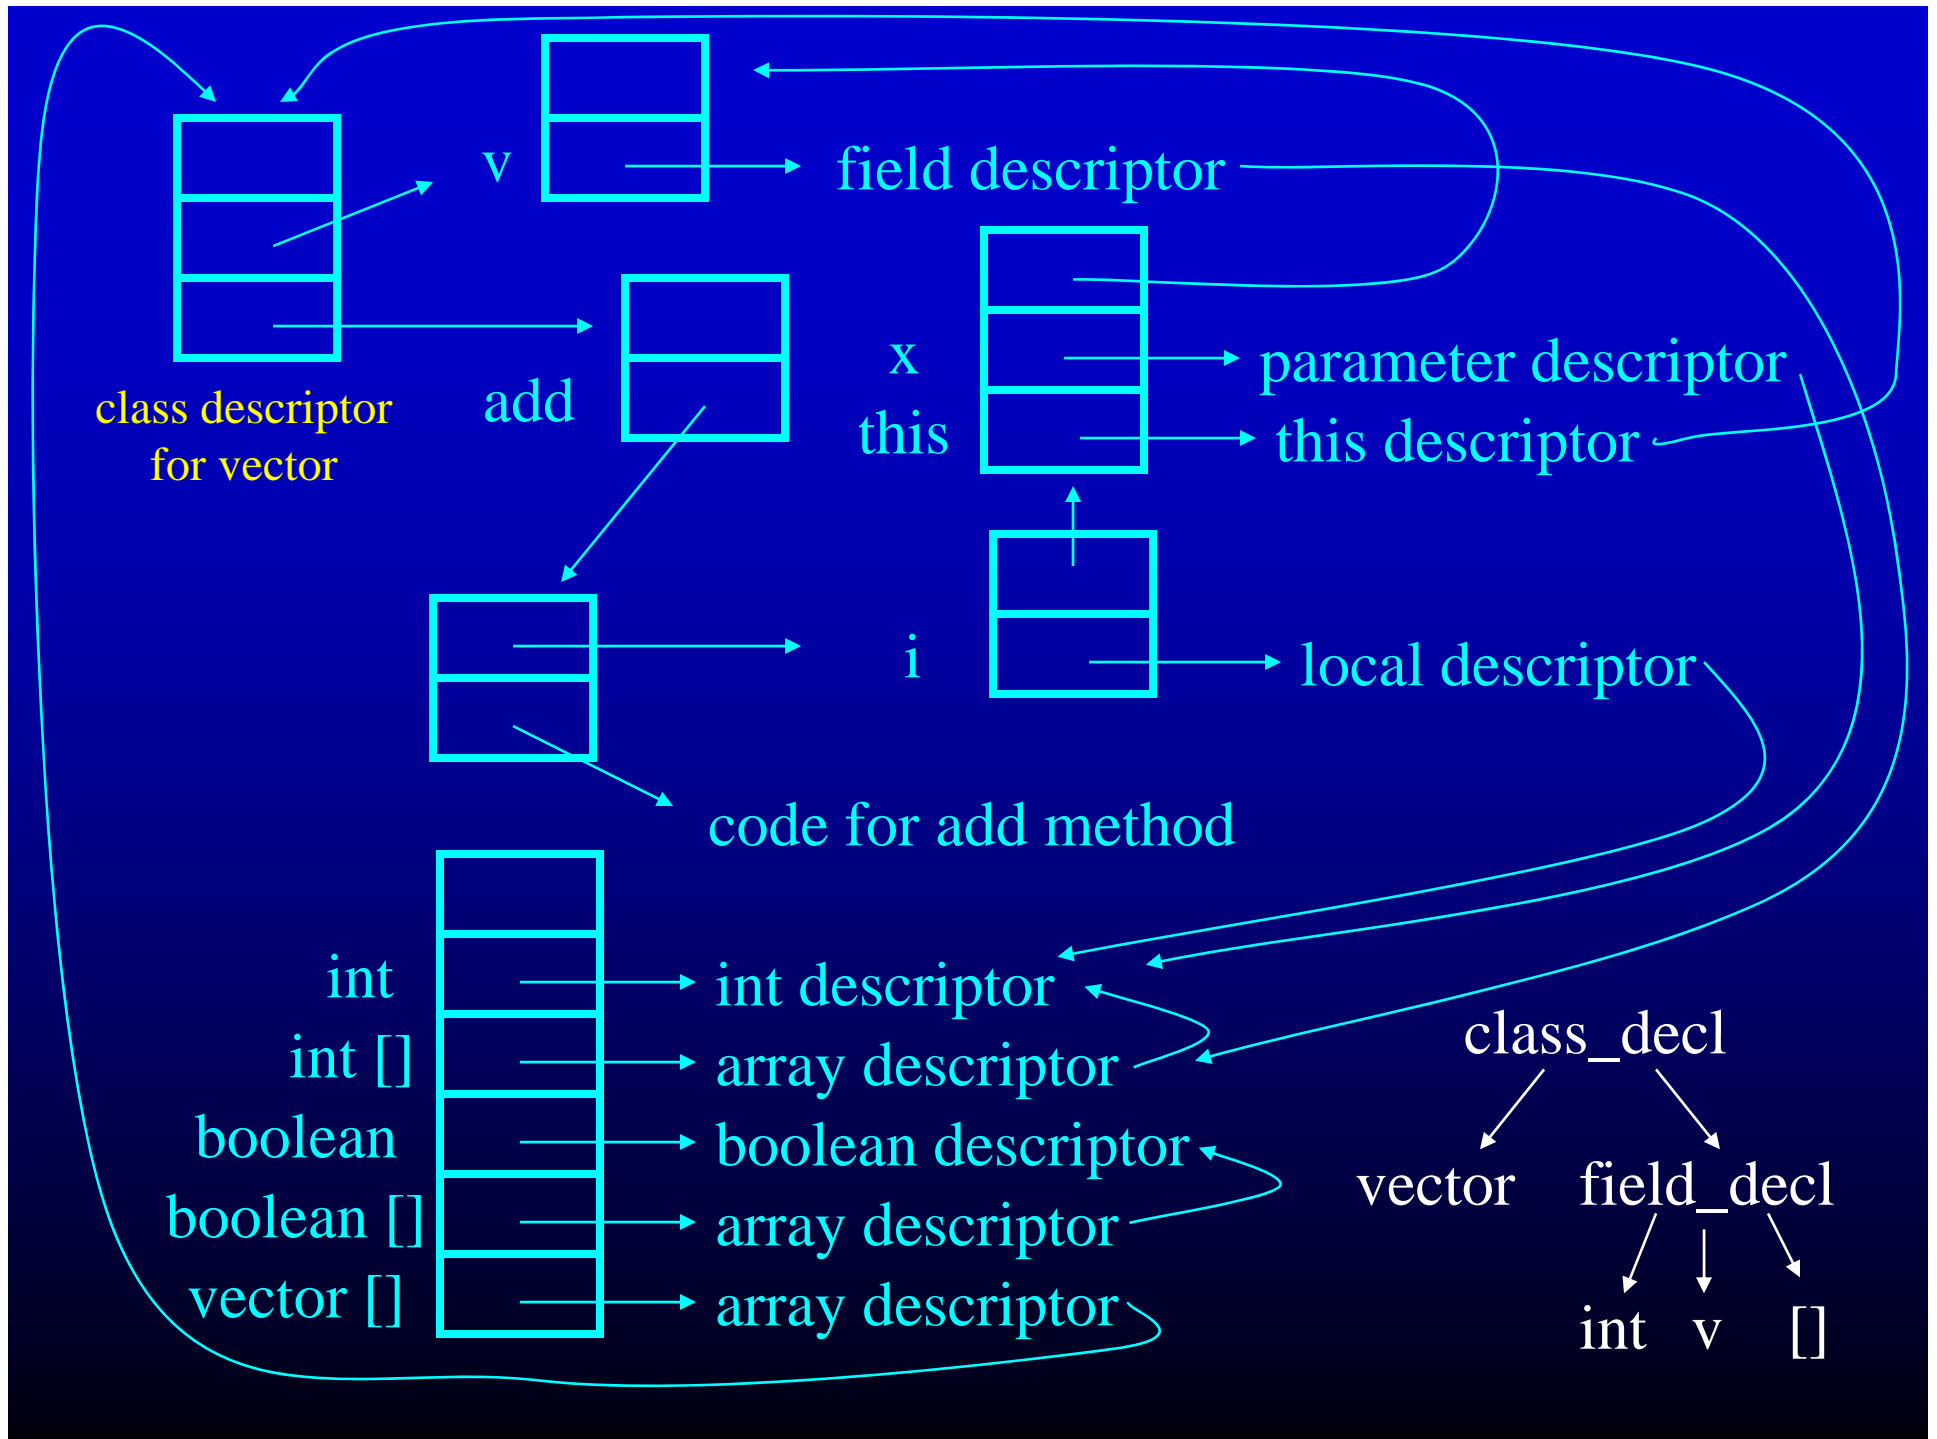 v
field descriptor
class descriptor
for vector
add
x
parameter descriptor
this
this descriptor
i
local descriptor
code for add method
int
int descriptor
int []
array descriptor
boolean
boolean descriptor
boolean []
array descriptor
vector []
array descriptor
class_decl
vector field_decl
int v []